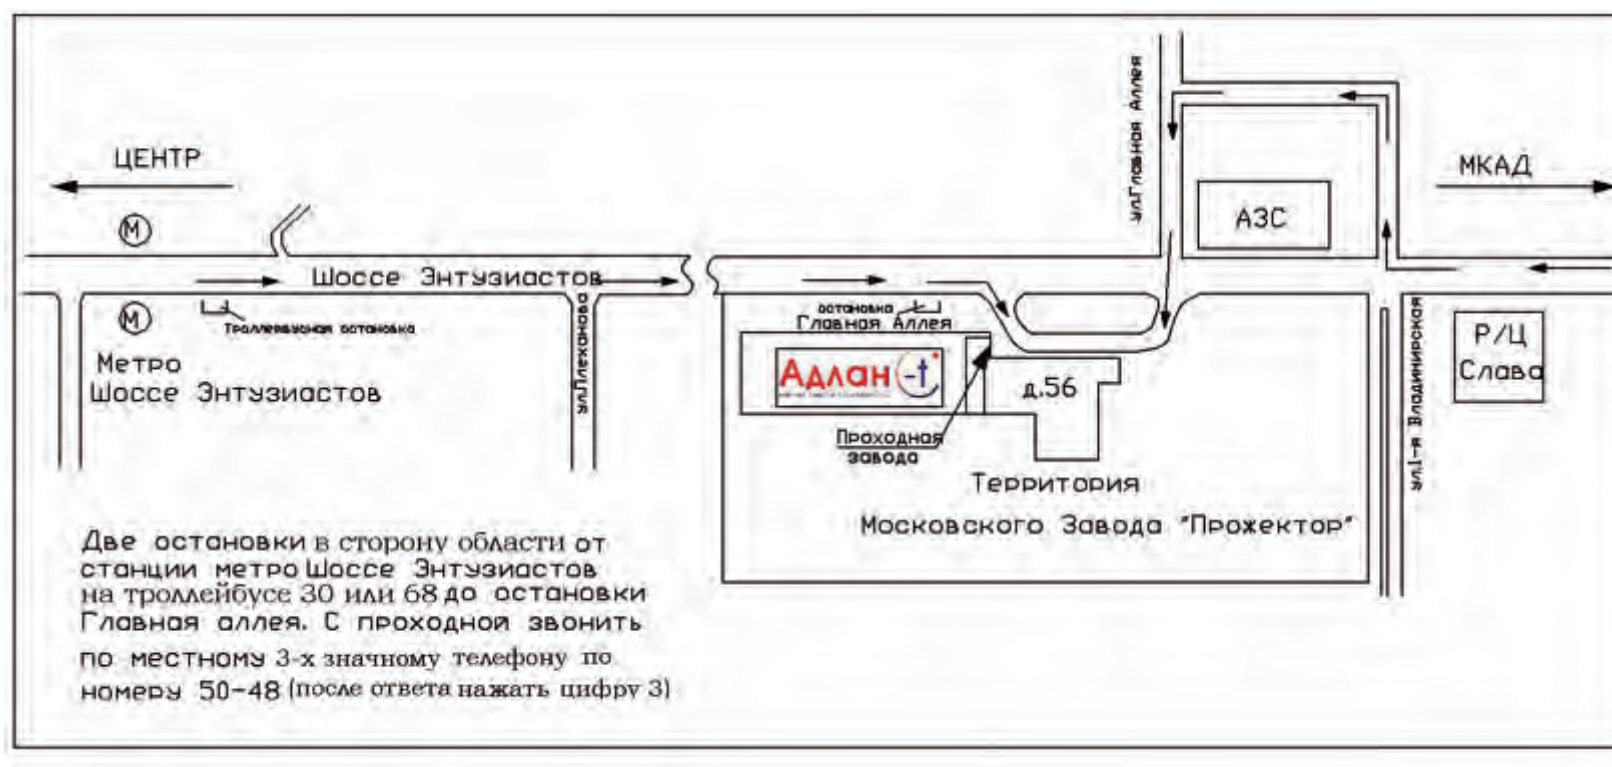 ул.Главная Аллея
ЦЕНТР
МКАД
М
АЗС
Шоссе Энтузиастов
М
Троллейбусная остановка
остановка
Главная Аллея
ул.Плеханова
Р/Ц
Слава
Метро
Шоссе Энтузиастов
Адлан-t
д.56
ул.1-я Владимирская
Проходная
завода
Территория
Московского Завода "Прожектор"
Две остановки в сторону области от
станции метро Шоссе Энтузиастов
на троллейбусе 30 или 68 до остановки
Главная аллея. С проходной звонить
по местному 3-х значному телефону по
номеру 50-48 (после ответа нажать цифру 3)